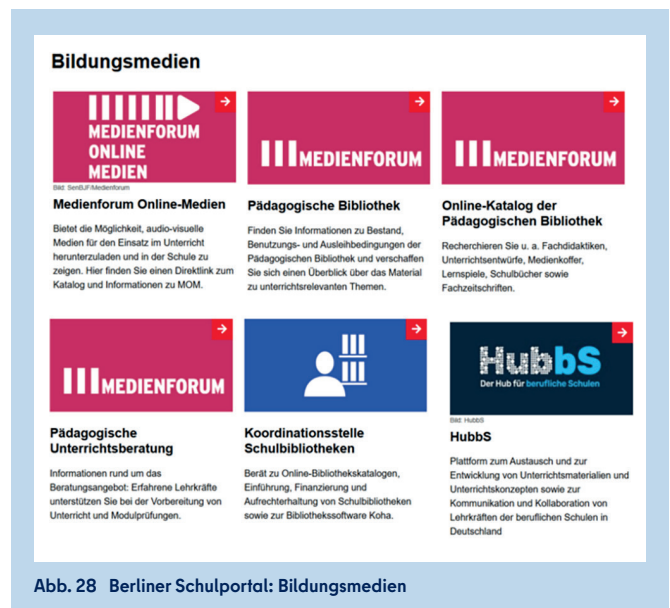 Bildungsmedien
MEDIENFORUM
ONLINE
MEDIEN
Bild: SenBJF/Medienforum
Medienforum Online-Medien
Bietet die Möglichkeit, audio-visuelle
Medien für den Einsatz im Unterricht
herunterzuladen und in der Schule zu
zeigen. Hier finden Sie einen Direktlink zum
Katalog und Informationen zu MOM.
MEDIENFORUM
Pädagogische Bibliothek
Finden Sie Informationen zu Bestand,
Benutzungs- und Ausleihbedingungen der
Pädagogischen Bibliothek und verschaffen
Sie sich einen Überblick über das Material
zu unterrichtsrelevanten Themen.
MEDIENFORUM
Online-Katalog der
Pädagogischen Bibliothek
Recherchieren Sie u. a. Fachdidaktiken,
Unterrichtsentwürfe, Medienkoffer,
Lernspiele, Schulbücher sowie
Fachzeitschriften.
MEDIENFORUM
Pädagogische
Unterrichtsberatung
Informationen rund um das
Beratungsangebot: Erfahrene Lehrkräfte
unterstützen Sie bei der Vorbereitung von
Unterricht und Modulprüfungen.
Koordinationsstelle
Schulbibliotheken
Berät zu Online-Bibliothekskatalogen,
Einführung, Finanzierung und
Aufrechterhaltung von Schulbibliotheken
sowie zur Bibliothekssoftware Koha.
HubbS
Der Hub für berufliche Schulen
Bild: HubbS
HubbS
Plattform zum Austausch und zur
Entwicklung von Unterrichtsmaterialien und
Unterrichtskonzepten sowie zur
Kommunikation und Kollaboration von
Lehrkräften der beruflichen Schulen in
Deutschland
Abb. 28 Berliner Schulportal: Bildungsmedien